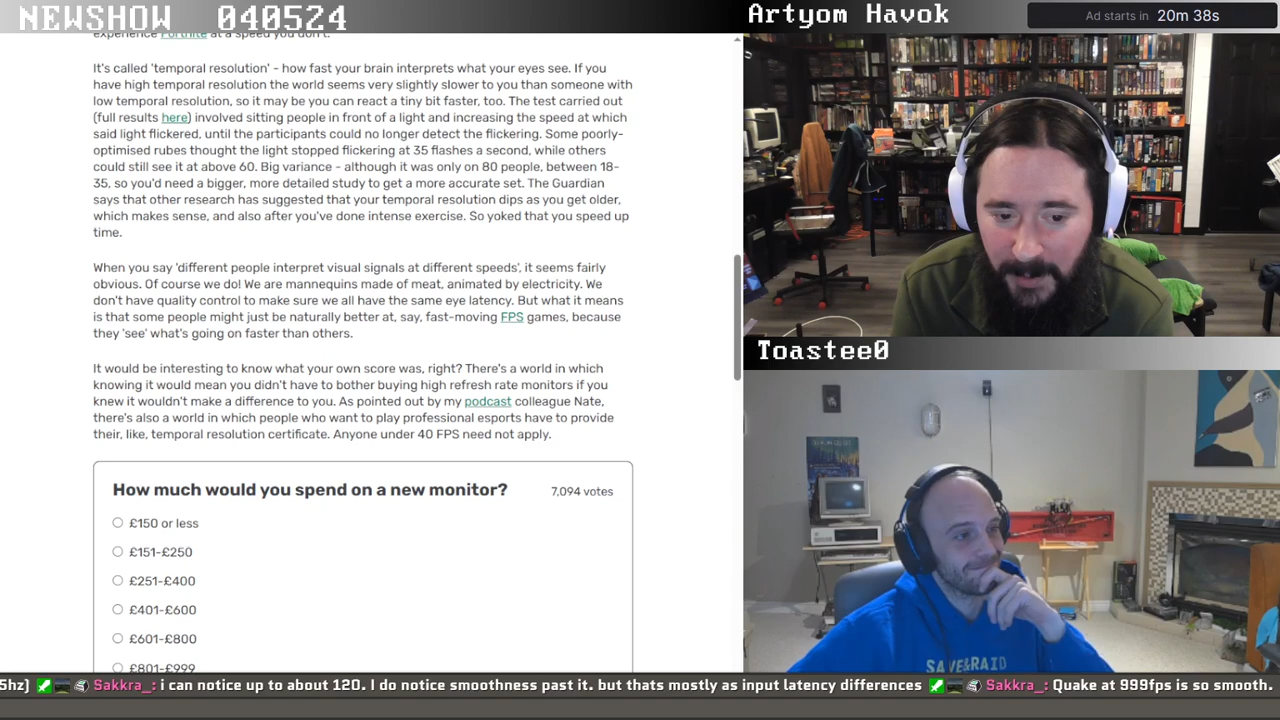 NEWSHOW 040524
Artyom Havok
Ad starts in 20m 38s
experience Fortnite at a speed you don't.
It's called 'temporal resolution' - how fast your brain interprets what your eyes see. If you
have high temporal resolution the world seems very slightly slower to you than someone with
low temporal resolution, so it may be you can react a tiny bit faster, too. The test carried out
(full results here) involved sitting people in front of a light and increasing the speed at which
said light flickered, until the participants could no longer detect the flickering. Some poorly-
optimised rubes thought the light stopped flickering at 35 flashes a second, while others
could still see it at above 60. Big variance - although it was only on 80 people, between 18-
35, so you'd need a bigger, more detailed study to get a more accurate set. The Guardian
says that other research has suggested that your temporal resolution dips as you get older,
which makes sense, and also after you've done intense exercise. So yoked that you speed up
time.
When you say 'different people interpret visual signals at different speeds', it seems fairly
obvious. Of course we do! We are mannequins made of meat, animated by electricity. We
don't have quality control to make sure we all have the same eye latency. But what it means
is that some people might just be naturally better at, say, fast-moving FPS games, because
they 'see' what's going on faster than others.
It would be interesting to know what your own score was, right? There's a world in which
knowing it would mean you didn't have to bother buying high refresh rate monitors if you
knew it wouldn't make a difference to you. As pointed out by my podcast colleague Nate,
there's also a world in which people who want to play professional esports have to provide
their, like, temporal resolution certificate. Anyone under 40 FPS need not apply.
How much would you spend on a new monitor? 7,094 votes
£150 or less
£151-£250
£251-£400
£401-£600
£601-£800
£801-£999
Toastee0
SAVE&RAID
5hz) Sakkra_: i can notice up to about 120. I do notice smoothness past it. but thats mostly as input latency differences Sakkra_: Quake at 999fps is so smooth.